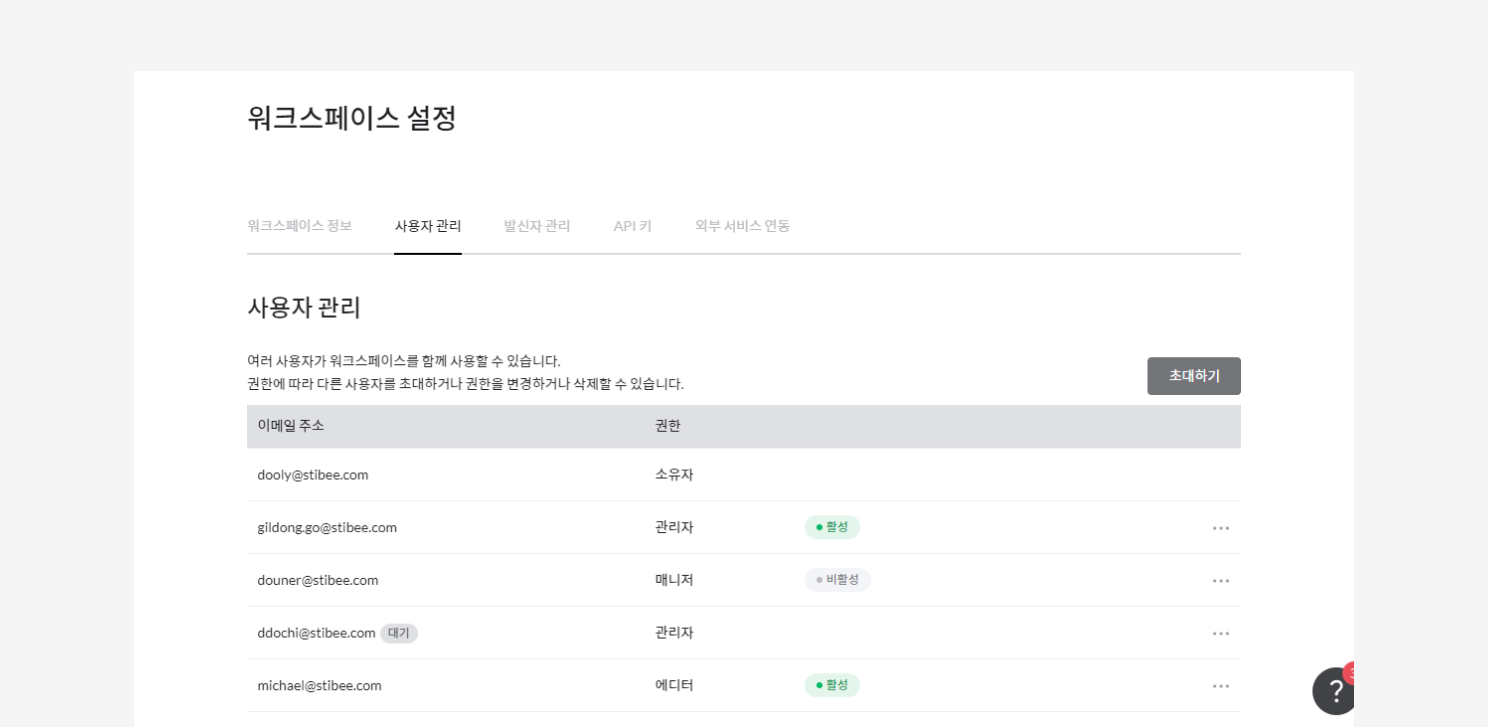 워크스페이스 설정
워크스페이스 정보 사용자 관리 발신자 관리 API 키 외부 서비스 연동
사용자 관리
여러 사용자가 워크스페이스를 함께 사용할 수 있습니다.
권한에 따라 다른 사용자를 초대하거나 권한을 변경하거나 삭제할 수 있습니다.
초대하기
이메일 주소 권한
dooly@stibee.com 소유자
gildong.go@stibee.com 관리자 활성
douner@stibee.com 매니저 비활성
ddochi@stibee.com 대기 관리자
michael@stibee.com 에디터 활성
?